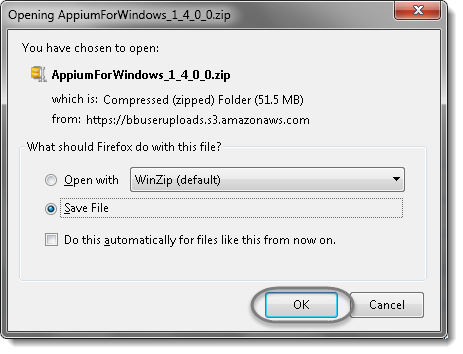 Opening AppiumForWindows_1_4_0_0.zip
You have chosen to open:
AppiumForWindows_1_4_0_0.zip
which is: Compressed (zipped) Folder (51.5 MB)
from: https://bbuseruploads.s3.amazonaws.com
What should Firefox do with this file?
Open with WinZip (default)
Save File
Do this automatically for files like this from now on.
OK Cancel